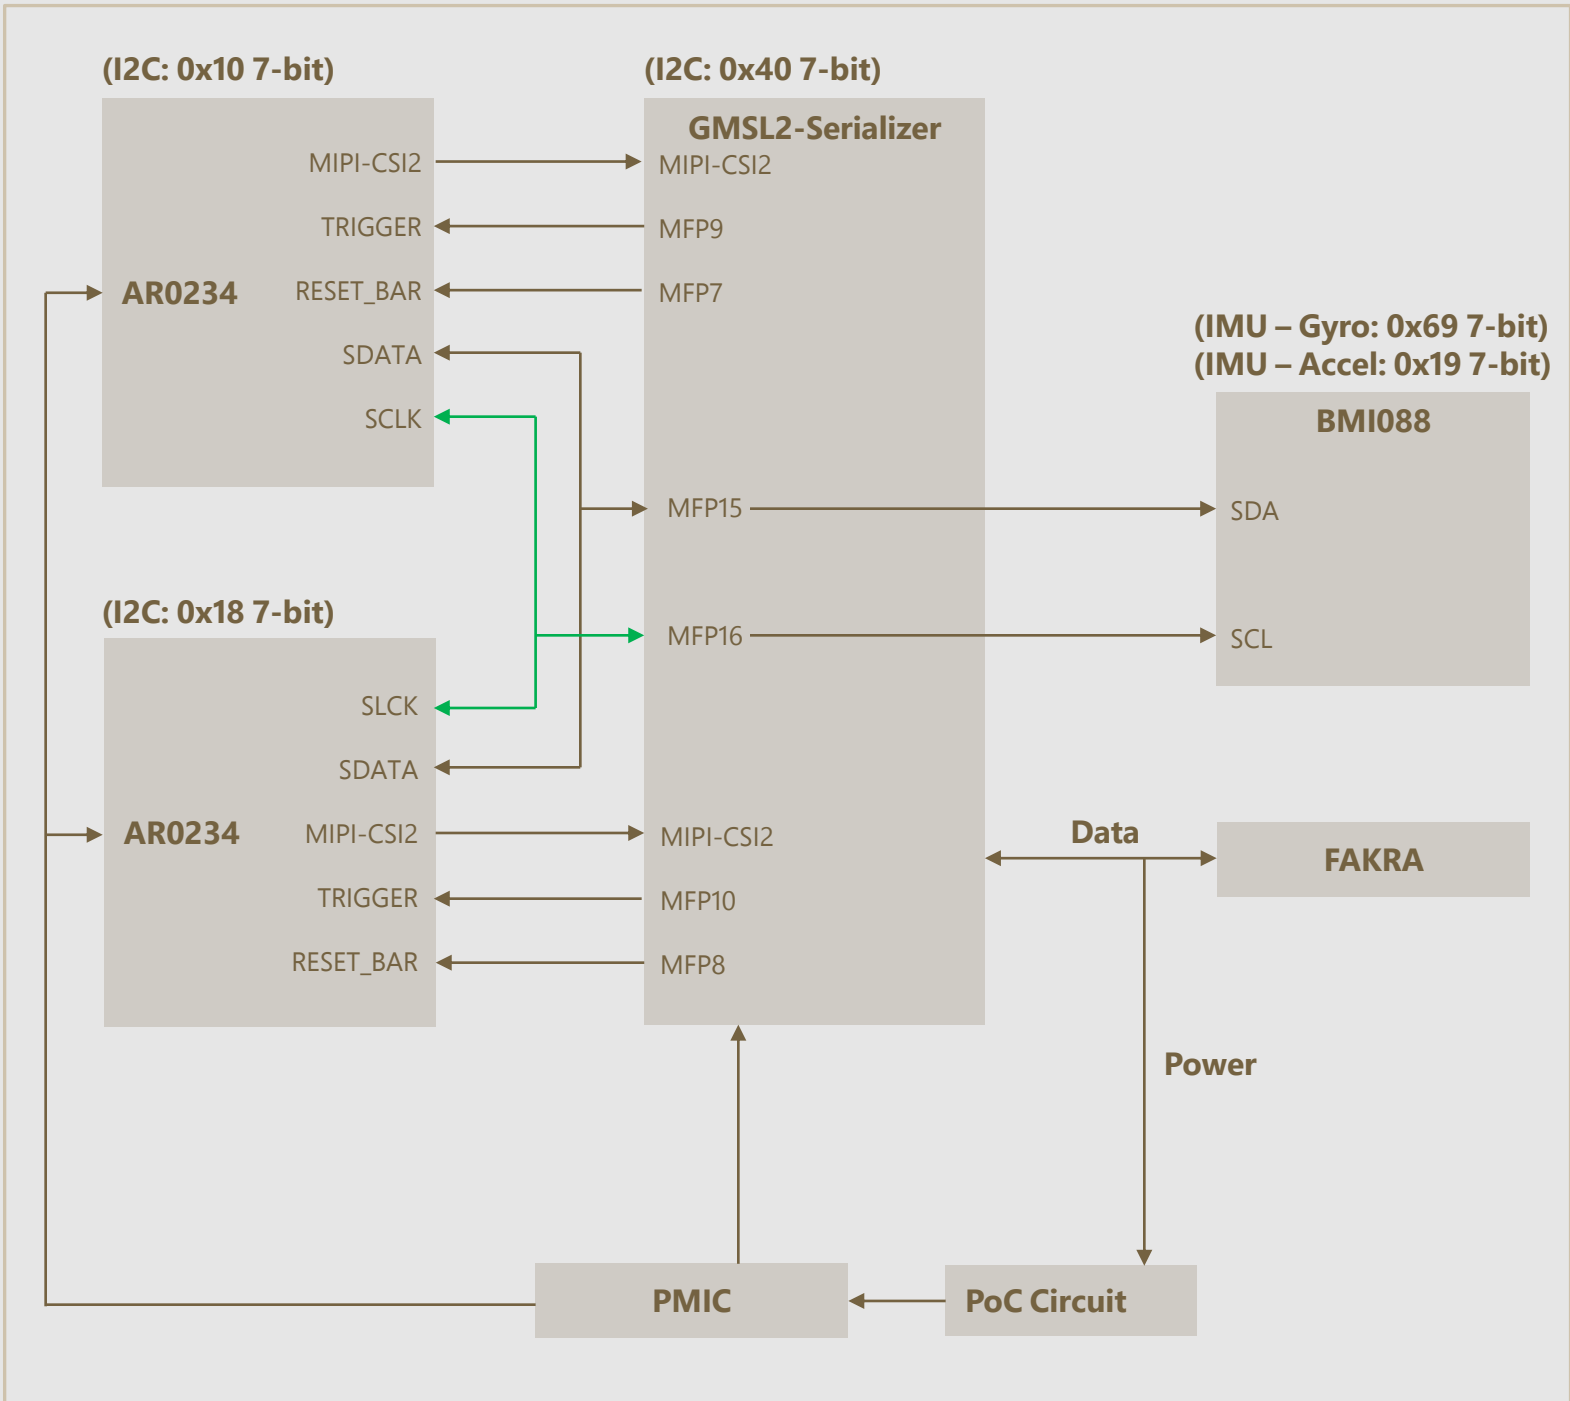 (I2C: 0x10 7-bit)
MIPI-CSI2
TRIGGER
AR0234
RESET_BAR
SDATA
SCLK
(I2C: 0x40 7-bit)
GMSL2-Serializer
MIPI-CSI2
MFP9
MFP7
MFP15
MFP16
MIPI-CSI2
MFP10
MFP8
(IMU – Gyro: 0x69 7-bit)
(IMU – Accel: 0x19 7-bit)
BMI088
SDA
SCL
(I2C: 0x18 7-bit)
SLCK
SDATA
AR0234
MIPI-CSI2
TRIGGER
RESET_BAR
Data
FAKRA
Power
PMIC
PoC Circuit